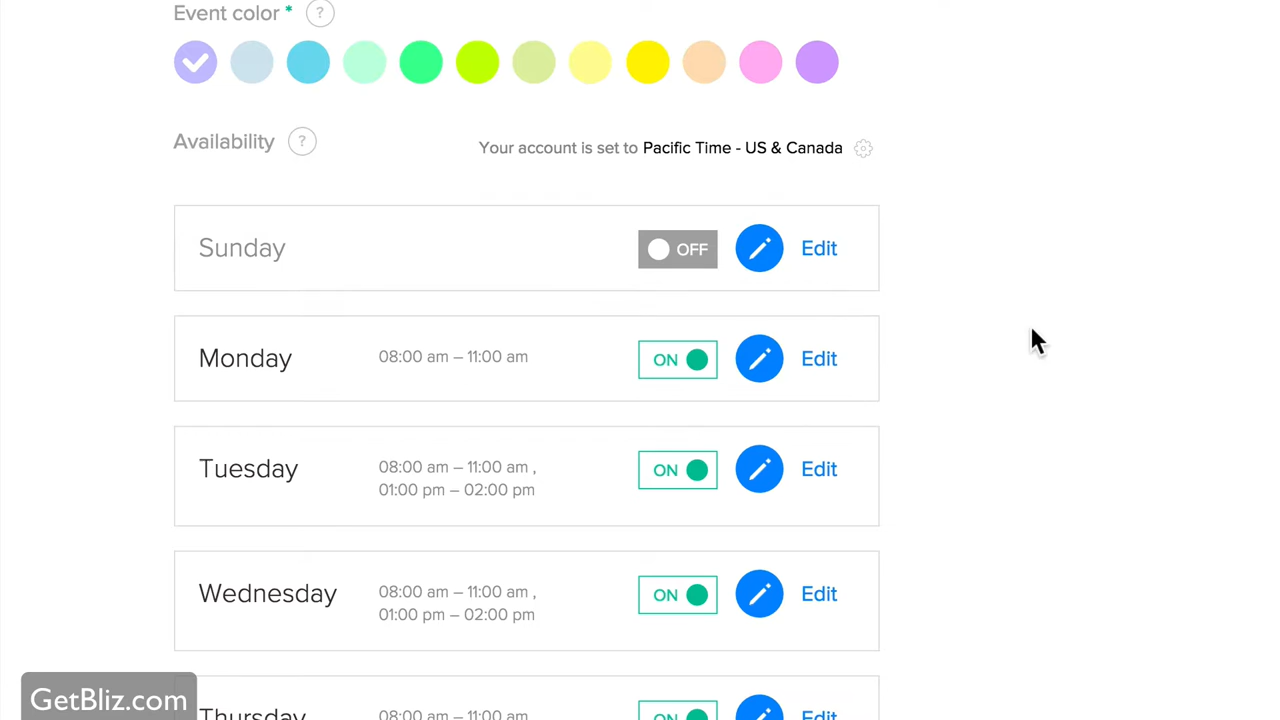 Event color * ?
Availability ?
Your account is set to Pacific Time - US & Canada
Sunday OFF Edit
Monday 08:00 am – 11:00 am ON Edit
Tuesday 08:00 am – 11:00 am , ON Edit
01:00 pm – 02:00 pm
Wednesday 08:00 am – 11:00 am , ON Edit
01:00 pm – 02:00 pm
Thursday 08:00 am – 11:00 am ON Edit
GetBliz.com